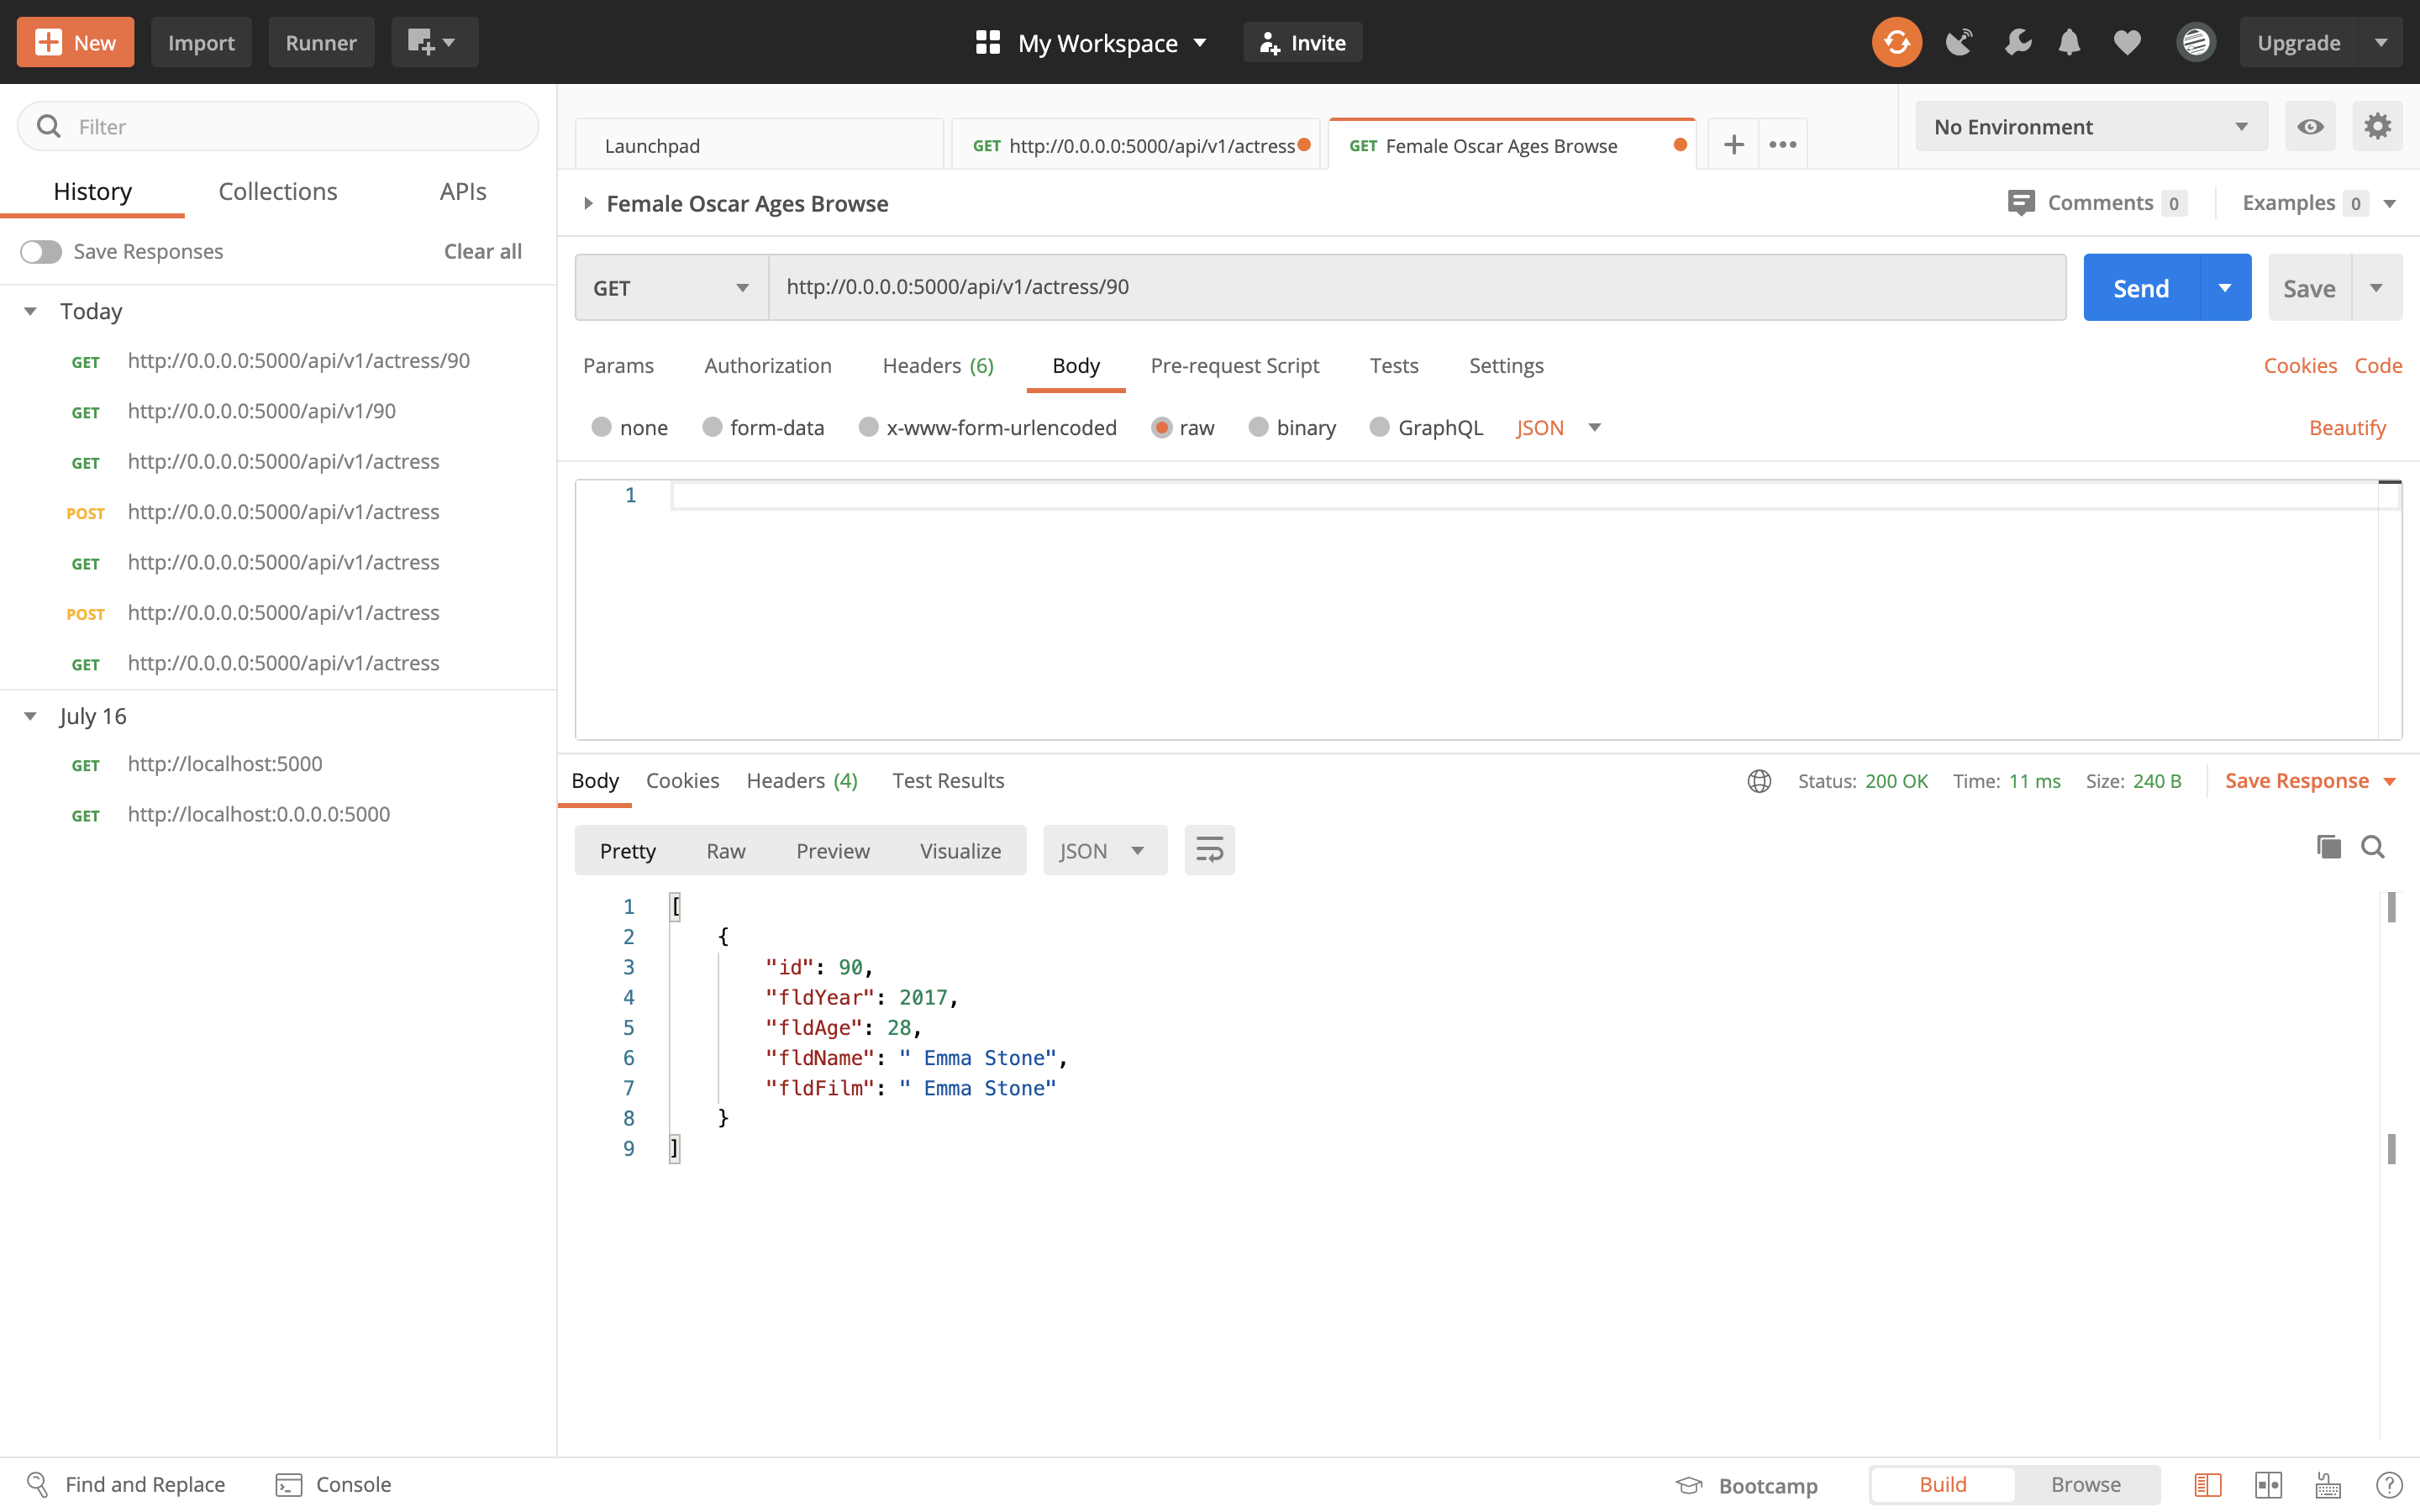 New
Import
Runner
My Workspace
Invite
Upgrade
Filter
History
Collections
APIs
Save Responses
Clear all
Today
GET http://0.0.0.0:5000/api/v1/actress/90
GET http://0.0.0.0:5000/api/v1/90
GET http://0.0.0.0:5000/api/v1/actress
POST http://0.0.0.0:5000/api/v1/actress
GET http://0.0.0.0:5000/api/v1/actress
POST http://0.0.0.0:5000/api/v1/actress
GET http://0.0.0.0:5000/api/v1/actress
July 16
GET http://localhost:5000
GET http://localhost:0.0.0.0:5000
Launchpad
GET http://0.0.0.0:5000/api/v1/actress
GET Female Oscar Ages Browse
No Environment
Female Oscar Ages Browse
Comments 0
Examples 0
GET
http://0.0.0.0:5000/api/v1/actress/90
Send
Save
Params
Authorization
Headers (6)
Body
Pre-request Script
Tests
Settings
Cookies
Code
none
form-data
x-www-form-urlencoded
raw
binary
GraphQL
JSON
Beautify
1
Body
Cookies
Headers (4)
Test Results
Status: 200 OK
Time: 11 ms
Size: 240 B
Save Response
Pretty
Raw
Preview
Visualize
JSON
1 [
2 {
3 "id": 90,
4 "fldYear": 2017,
5 "fldAge": 28,
6 "fldName": " Emma Stone",
7 "fldFilm": " Emma Stone"
8 }
9 ]
Find and Replace
Console
Bootcamp
Build
Browse